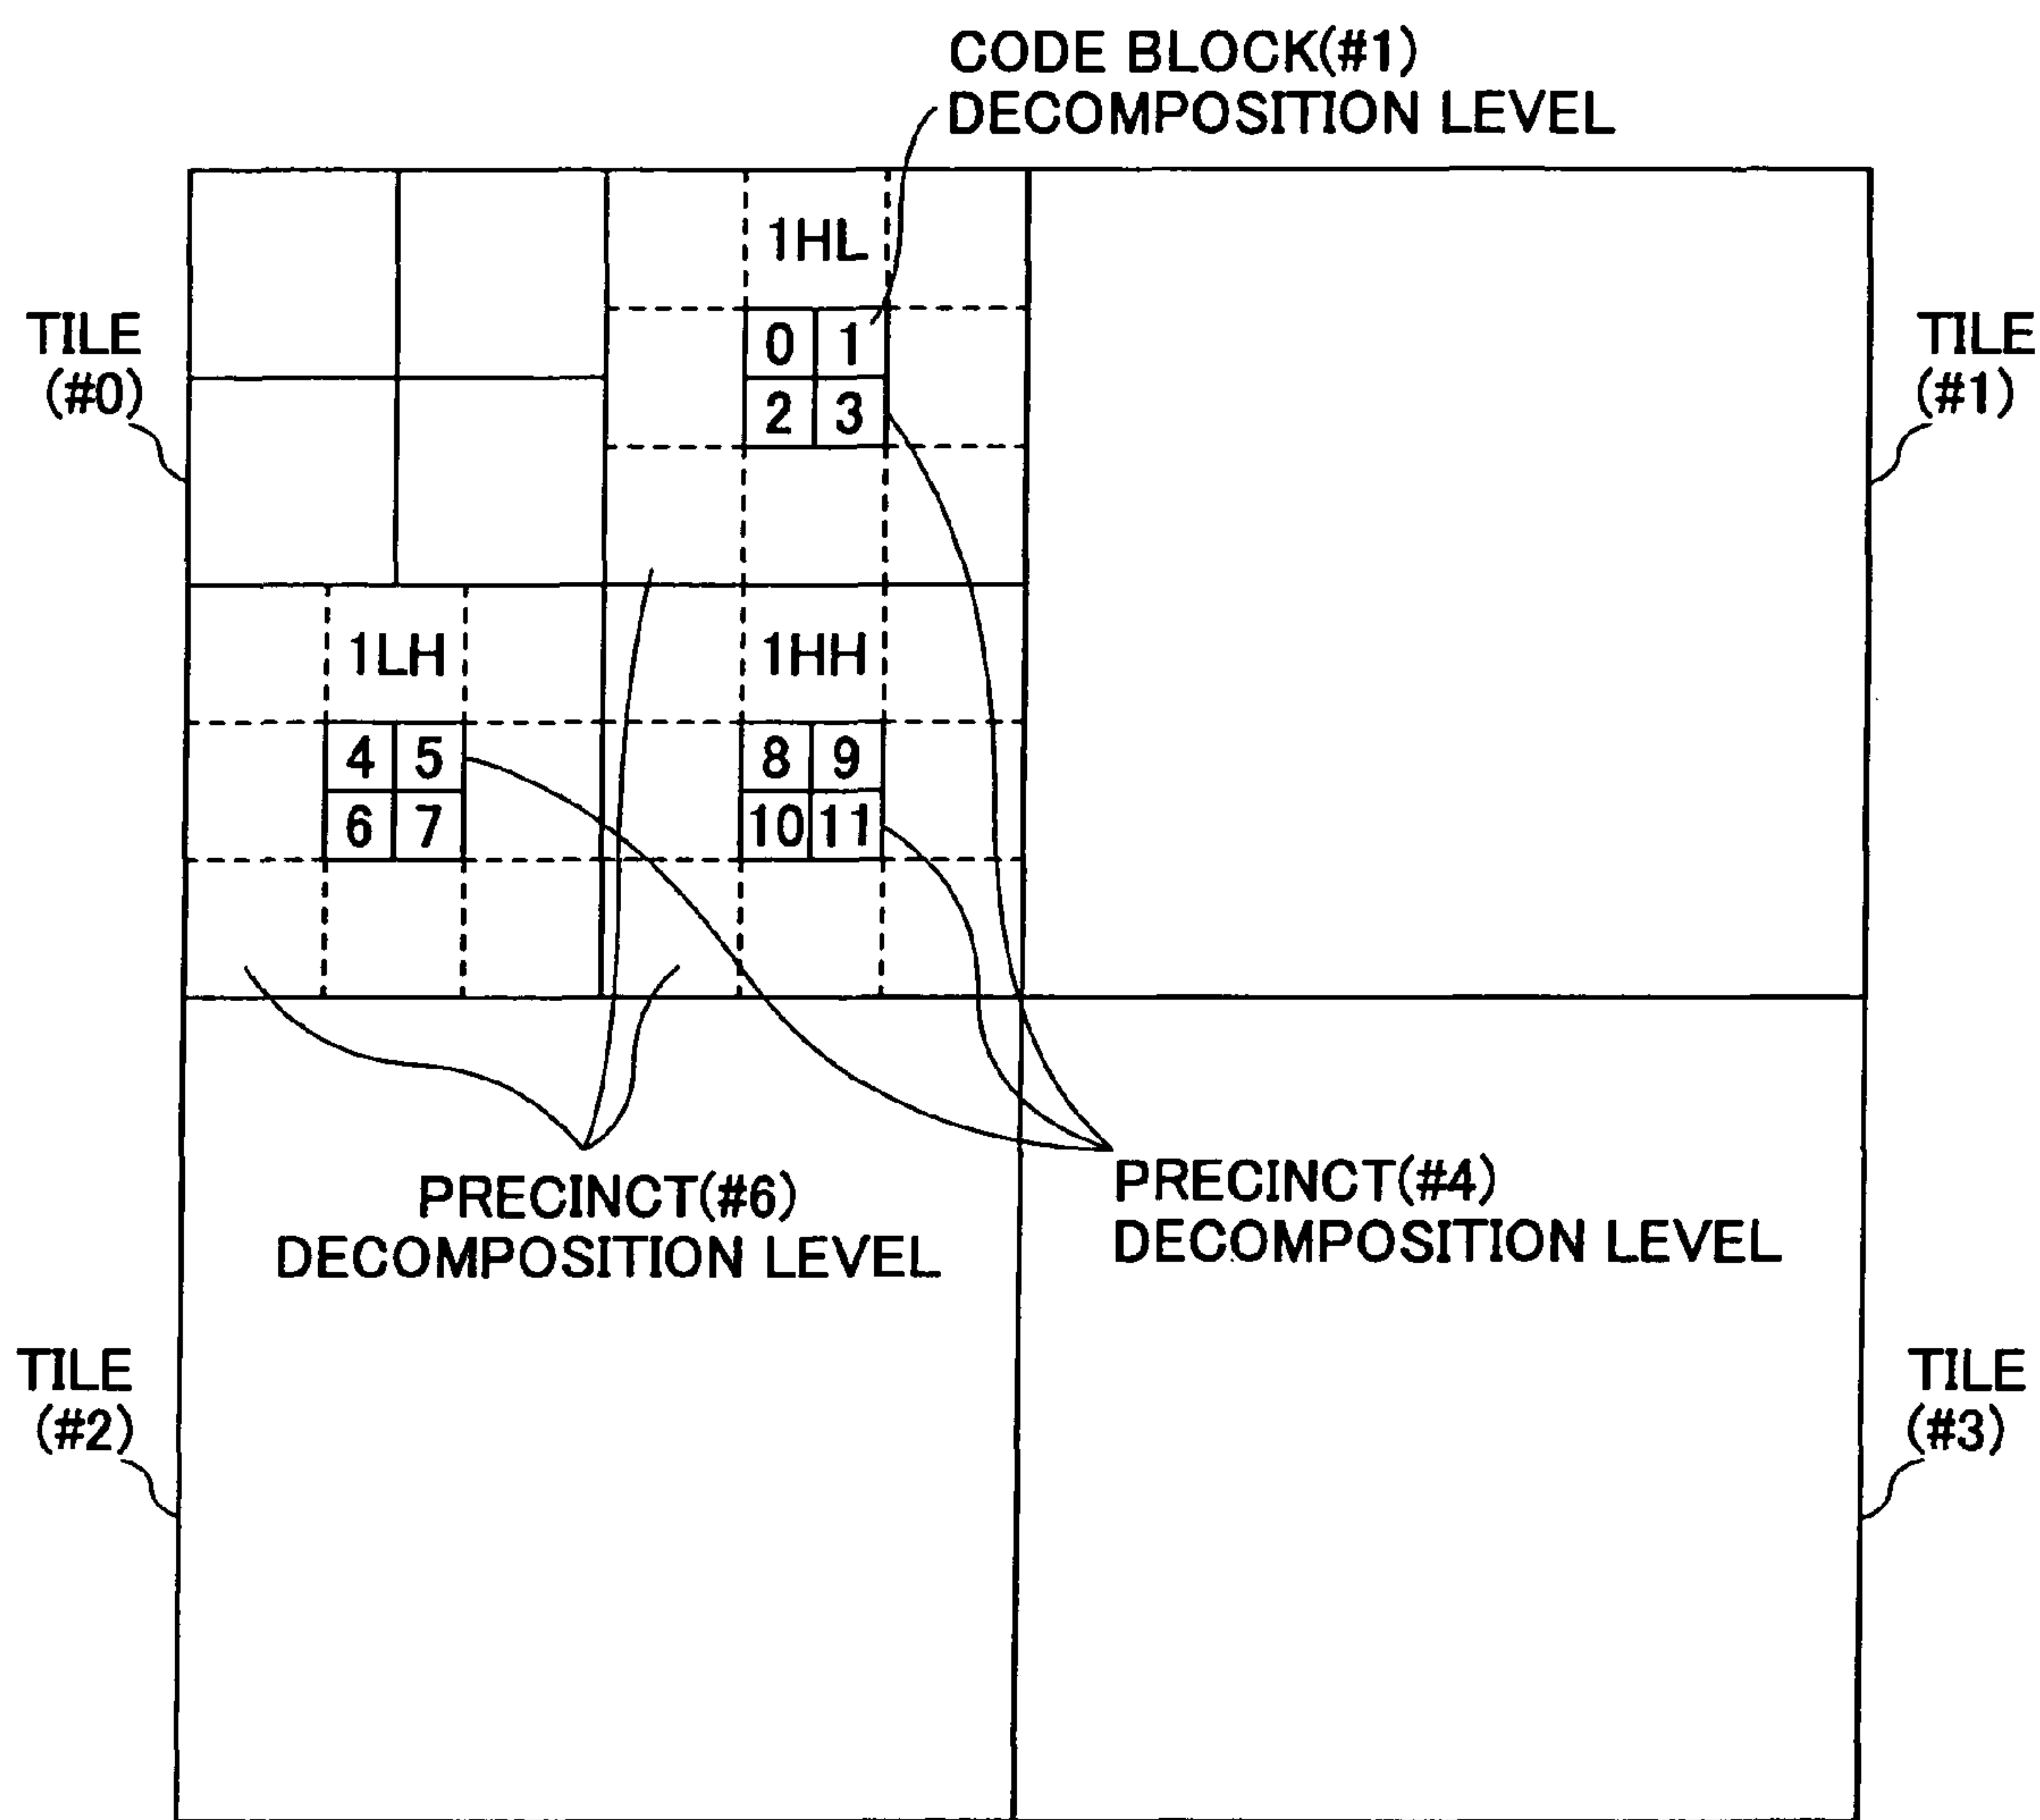 CODE BLOCK(#1)
DECOMPOSITION LEVEL
1HL
TILE
(#0)
0 1
2 3
TILE
(#1)
1LH
1HH
4 5
6 7
8 9
10 11
PRECINCT(#6)
DECOMPOSITION LEVEL
PRECINCT(#4)
DECOMPOSITION LEVEL
TILE
(#2)
TILE
(#3)